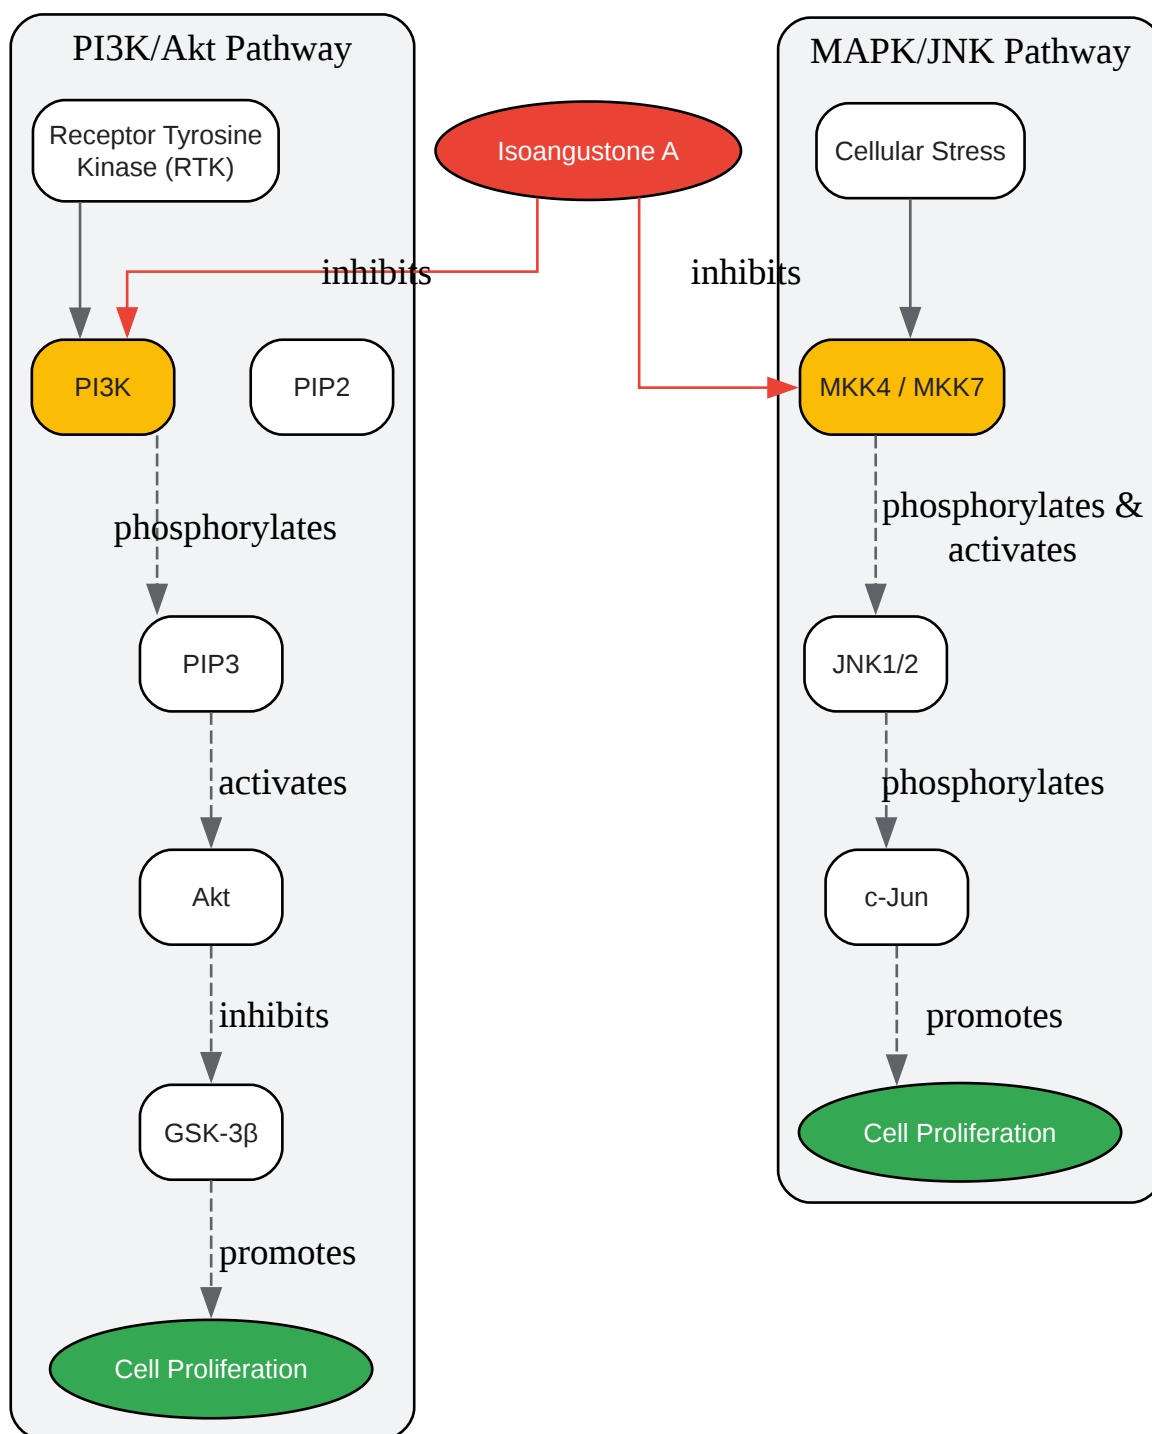 PI3K/Akt Pathway
Receptor Tyrosine
Kinase (RTK)
inhibits
PI3K
PIP2
phosphorylates
PIP3
activates
Akt
inhibits
GSK-3β
promotes
Cell Proliferation
Isoangustone A
inhibits
MAPK/JNK Pathway
Cellular Stress
MKK4 / MKK7
phosphorylates &
activates
JNK1/2
phosphorylates
c-Jun
promotes
Cell Proliferation